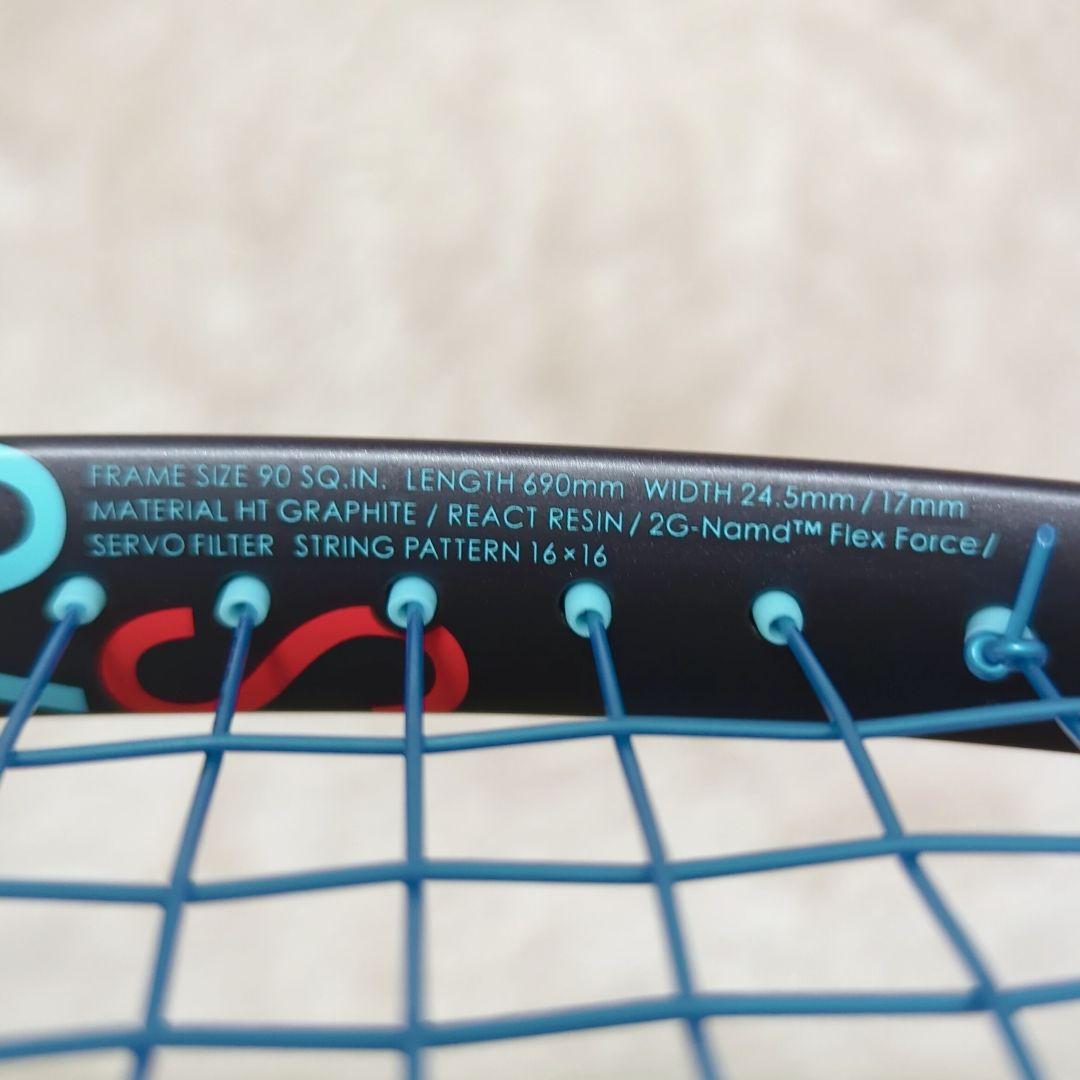 FRAME SIZE 90 SQ.IN. LENGTH 690mm WIDTH 24.5mm / 17mm
MATERIAL HT GRAPHITE / REACT RESIN / 2G-Namd™ Flex Force /
SERVO FILTER STRING PATTERN 16×16
S